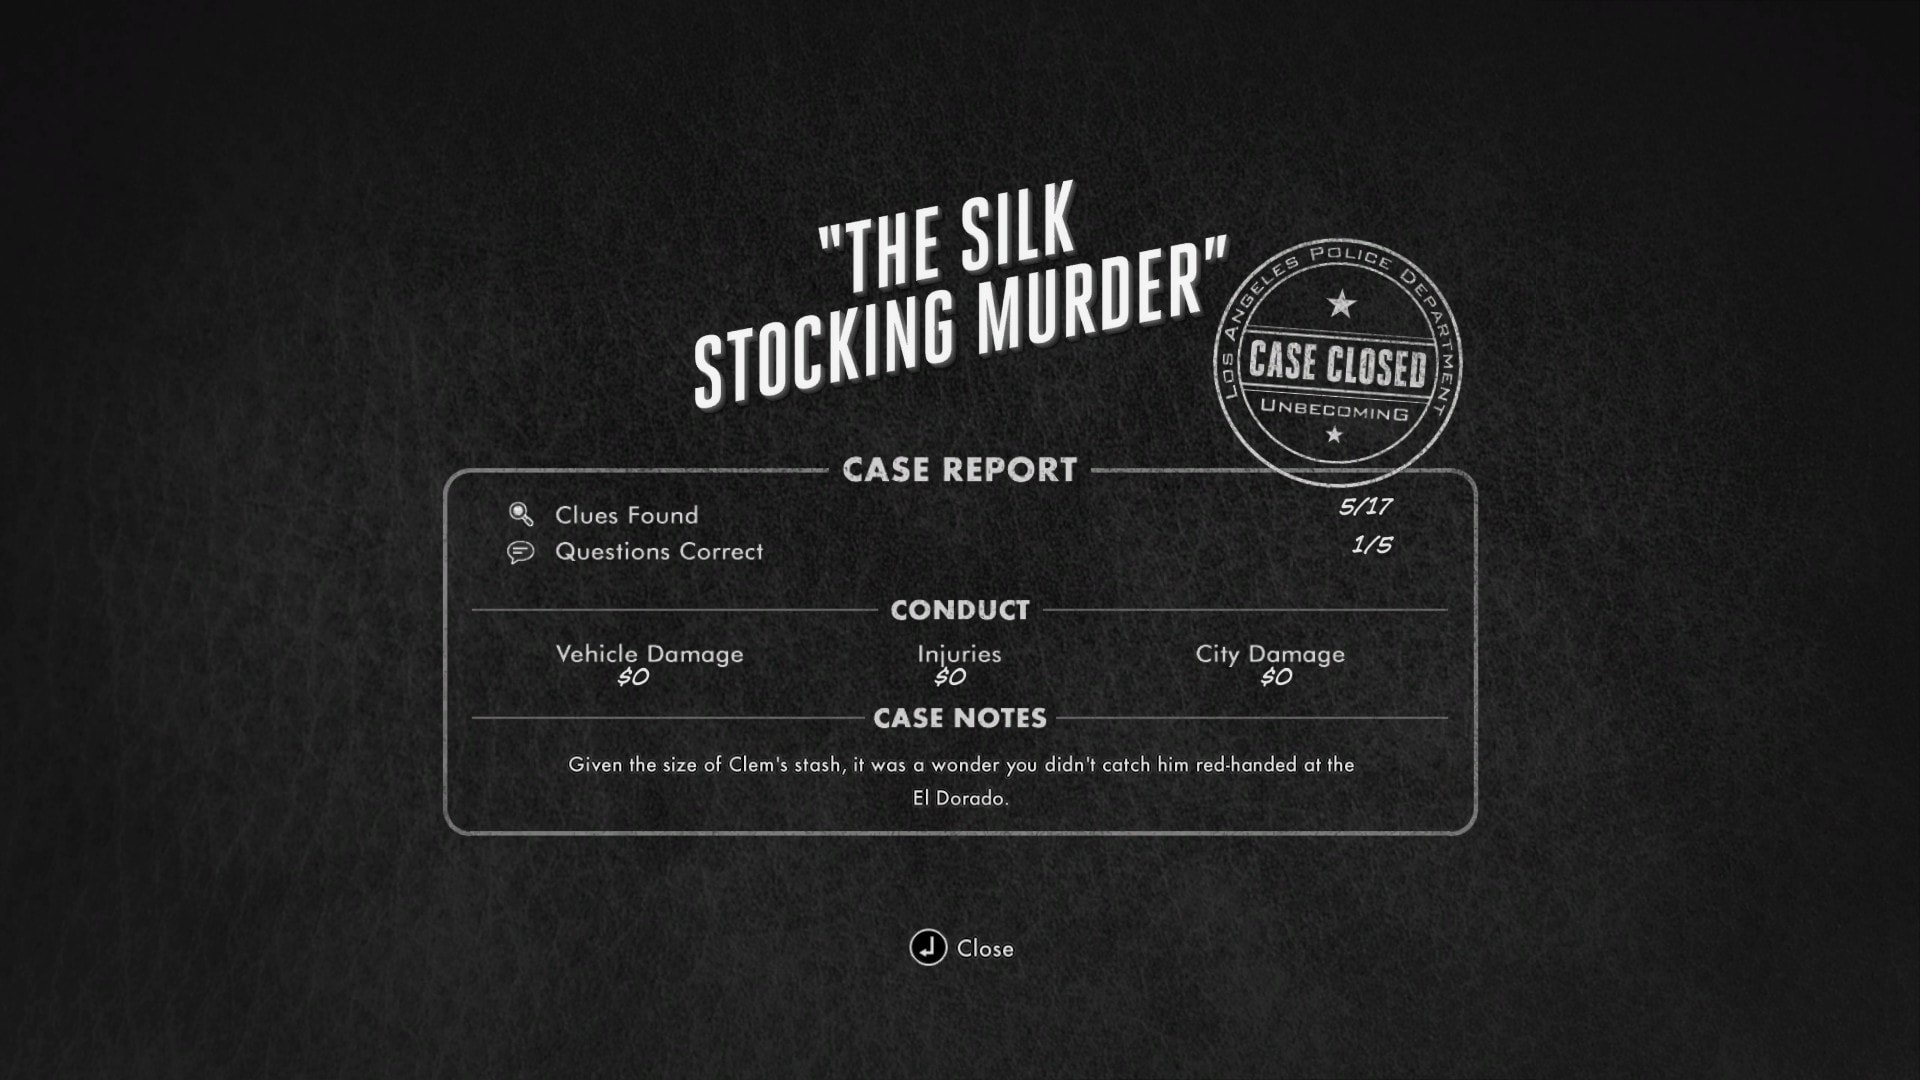 "THE SILK
STOCKING MURDER"
LOS ANGELES POLICE DEPARTMENT
CASE CLOSED
UNBECOMING
CASE REPORT
Clues Found 5/17
Questions Correct 1/5
CONDUCT
Vehicle Damage Injuries City Damage
$0 $0 $0
CASE NOTES
Given the size of Clem's stash, it was a wonder you didn't catch him red-handed at the
El Dorado.
Close